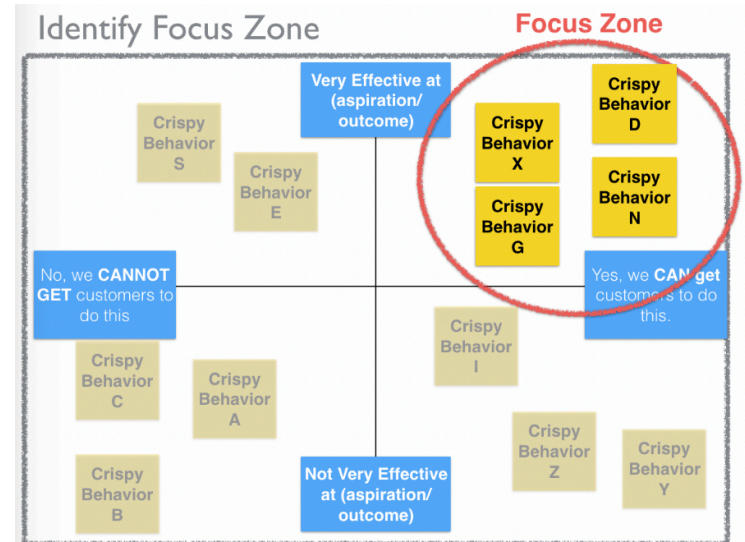 Identify Focus Zone
Focus Zone
Very Effective at
(aspiration/
outcome)
Crispy
Behavior
S
Crispy
Behavior
E
Crispy
Behavior
X
Crispy
Behavior
D
Crispy
Behavior
G
Crispy
Behavior
N
No, we CANNOT
GET customers to
do this
Yes, we CAN get
customers to do
this.
Crispy
Behavior
C
Crispy
Behavior
A
Crispy
Behavior
B
Crispy
Behavior
I
Crispy
Behavior
Z
Crispy
Behavior
Y
Not Very Effective
at (aspiration/
outcome)